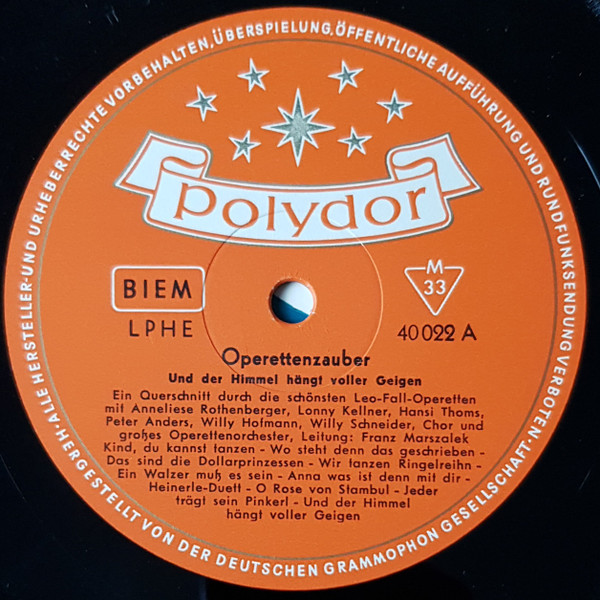 ·ALLE HERSTELLER-UND URHEBERRECHTE VORBEHALTEN, ÜBERSPIELUNG, ÖFFENTLICHE AUFFÜHRUNG UND RUNDFUNKSENDUNG VERBOTEN·
polydor
BIEM
LPHE
M
33
40 022 A
Operettenzauber
Und der Himmel hängt voller Geigen
Ein Querschnitt durch die schönsten Leo-Fall-Operetten
mit Anneliese Rothenberger, Lonny Kellner, Hansi Thoms,
Peter Anders, Willy Hofmann, Willy Schneider, Chor und
großes Operettenorchester, Leitung: Franz Marszalek
Kind, du kannst tanzen - Wo steht denn das geschrieben -
Das sind die Dollarprinzessen - Wir tanzen Ringelreihn -
Ein Walzer muß es sein - Anna was ist denn mit dir -
Heinerle-Duett - O Rose von Stambul - Jeder
trägt sein Pinkerl - Und der Himmel
hängt voller Geigen
·HERGESTELLT VON DER DEUTSCHEN GRAMMOPHON GESELLSCHAFT·